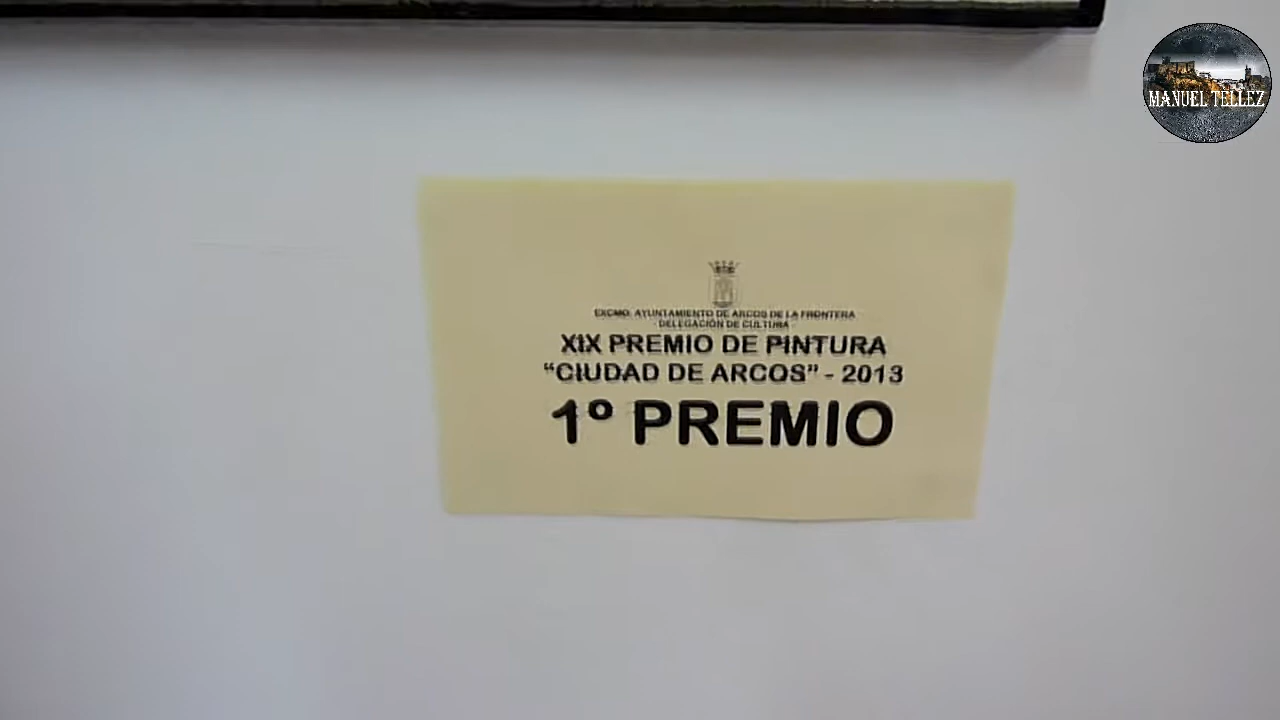 MANUEL TELLEZ
EXCMO. AYUNTAMIENTO DE ARCOS DE LA FRONTERA
- DELEGACIÓN DE CULTURA -
XIX PREMIO DE PINTURA
“CIUDAD DE ARCOS” - 2013
1º PREMIO